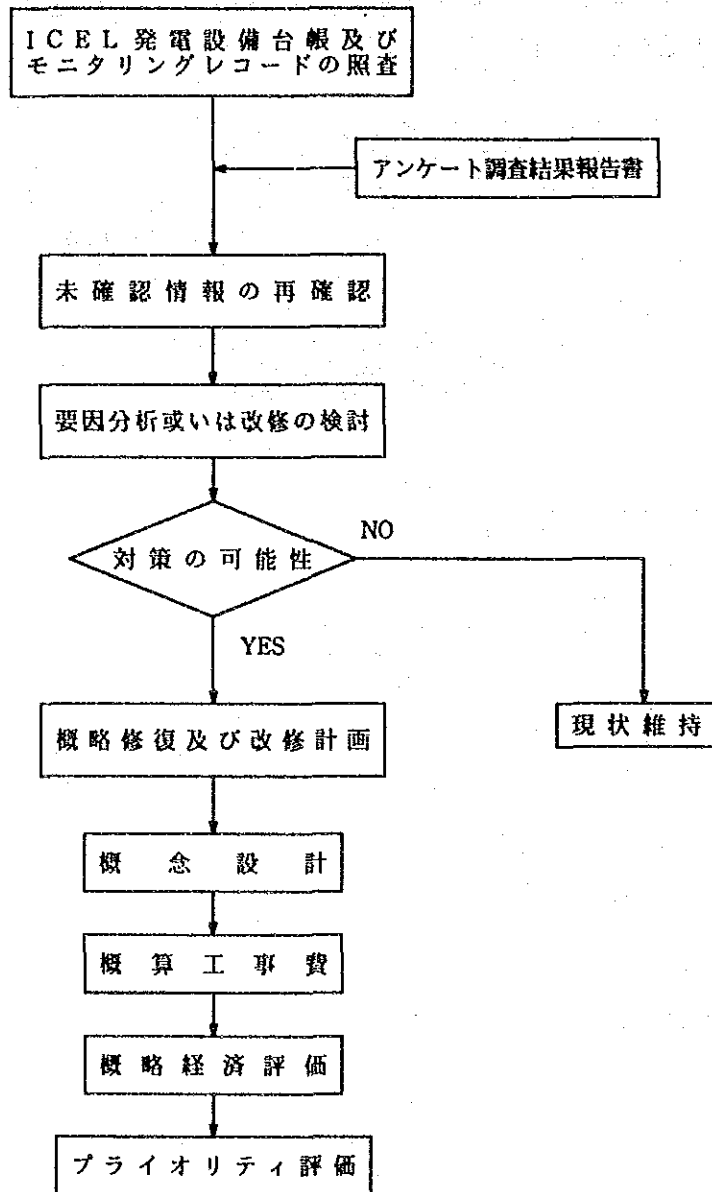 ICEL発電設備台帳及び
モニタリングレコードの照査
アンケート調査結果報告書
未確認情報の再確認
要因分析或いは改修の検討
対策の可能性
NO
YES
概略修復及び改修計画
現状維持
概念設計
概算工事費
概略経済評価
プライオリティ評価